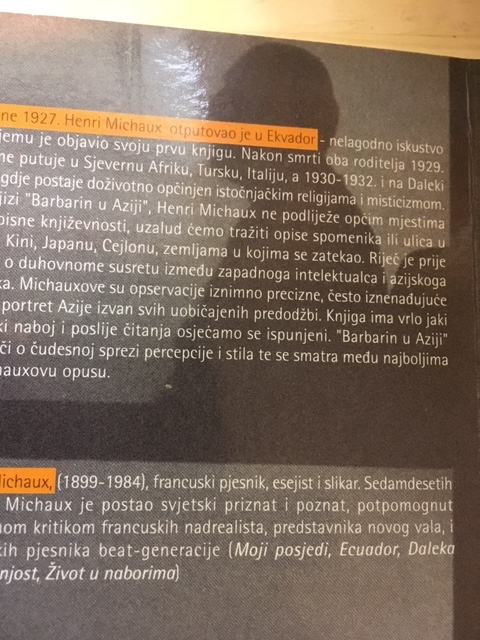 ne 1927. Henri Michaux otputovao je u Ekvador - nelagodno iskustvo
jemu je objavio svoju prvu knjigu. Nakon smrti oba roditelja 1929.
ne putuje u Sjevernu Afriku, Tursku, Italiju, a 1930-1932. i na Daleki
gdje postaje doživotno opčinjen istočnjačkim religijama i misticizmom.
jizi "Barbarin u Aziji", Henri Michaux ne podliježe općim mjestima
pisne književnosti, uzalud ćemo tražiti opise spomenika ili ulica u
Kini, Japanu, Cejlonu, zemljama u kojima se zatekao. Riječ je prije
o duhovnome susretu između zapadnoga intelektualca i azijskoga
ka. Michauxove su opservacije iznimno precizne, često iznenađujuće
portret Azije izvan svih uobičajenih predodžbi. Knjiga ima vrlo jaki
ki naboj i poslije čitanja osjećamo se ispunjeni. "Barbarin u Aziji"
či o čudesnoj sprezi percepcije i stila te se smatra među najboljima
hauxovu opusu.
Michaux, (1899-1984), francuski pjesnik, esejist i slikar. Sedamdesetih
Michaux je postao svjetski priznat i poznat, potpomognut
nom kritikom francuskih nadrealista, predstavnika novog vala, i
kih pjesnika beat-generacije (Moji posjedi, Ecuador, Daleka
njost, Život u naborima)